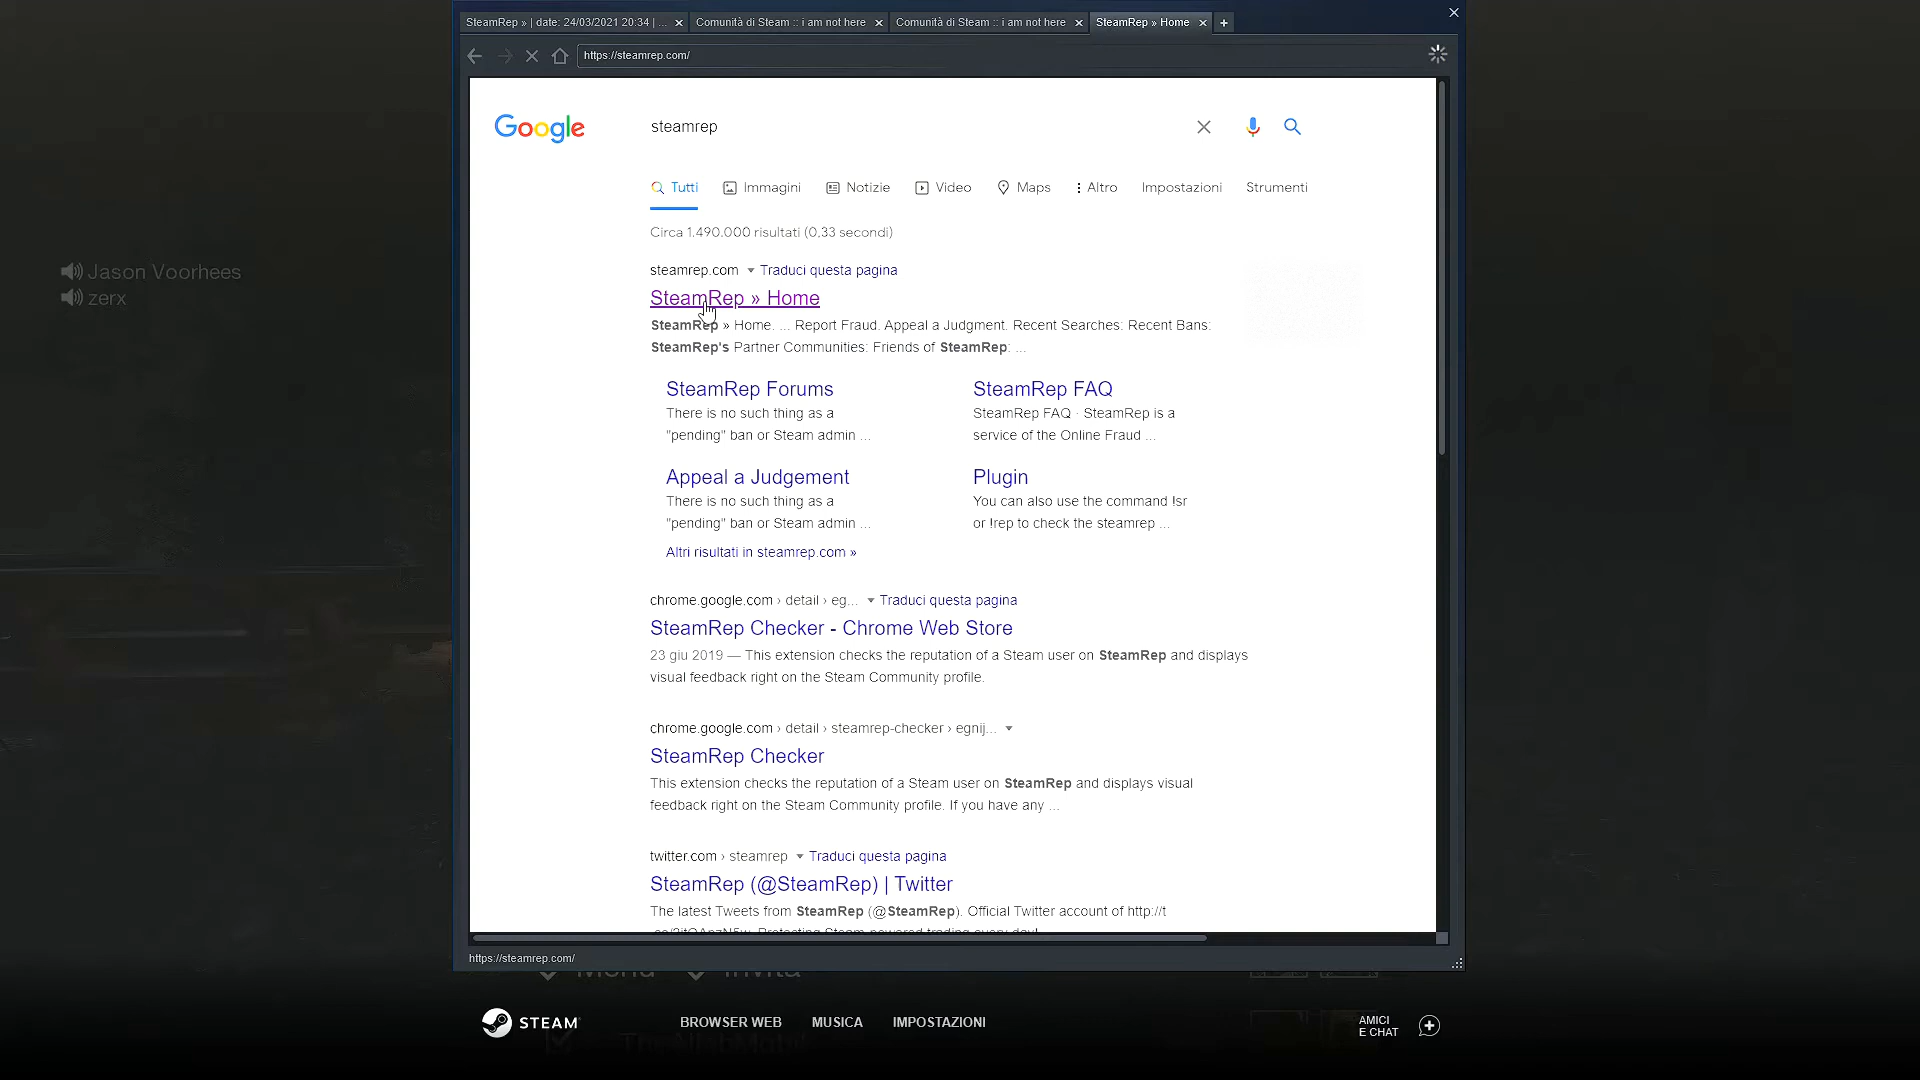 SteamRep » | date: 24/03/2021 20:34 | ...
Comunità di Steam :: i am not here
Comunità di Steam :: i am not here
SteamRep » Home
https://steamrep.com/
Google
steamrep
Tutti
Immagini
Notizie
Video
Maps
Altro
Impostazioni
Strumenti
Circa 1.490.000 risultati (0,33 secondi)
Jason Voorhees
zerx
steamrep.com
Traduci questa pagina
SteamRep » Home
SteamRep » Home. ... Report Fraud. Appeal a Judgment. Recent Searches: Recent Bans:
SteamRep's Partner Communities: Friends of SteamRep: ...
SteamRep Forums
There is no such thing as a
"pending" ban or Steam admin ...
SteamRep FAQ
SteamRep FAQ · SteamRep is a
service of the Online Fraud ...
Appeal a Judgement
There is no such thing as a
"pending" ban or Steam admin ...
Plugin
You can also use the command !sr
or !rep to check the steamrep ...
Altri risultati in steamrep.com »
chrome.google.com › detail › eg...
Traduci questa pagina
SteamRep Checker - Chrome Web Store
23 giu 2019 — This extension checks the reputation of a Steam user on SteamRep and displays
visual feedback right on the Steam Community profile.
chrome.google.com › detail › steamrep-checker › egnij...
SteamRep Checker
This extension checks the reputation of a Steam user on SteamRep and displays visual
feedback right on the Steam Community profile. If you have any ...
twitter.com › steamrep
Traduci questa pagina
SteamRep (@SteamRep) | Twitter
The latest Tweets from SteamRep (@SteamRep). Official Twitter account of http://t
https://steamrep.com/
Menu
Invita
STEAM
BROWSER WEB
MUSICA
IMPOSTAZIONI
AMICI
E CHAT